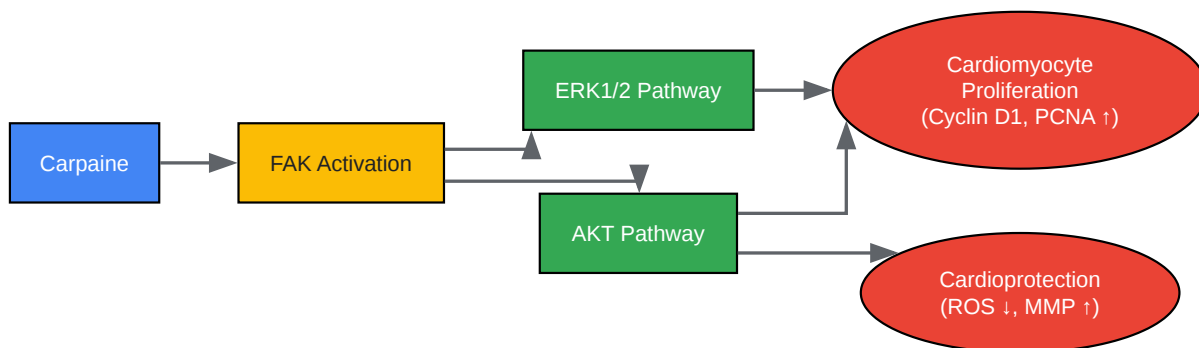 Carpaine
FAK Activation
ERK1/2 Pathway
AKT Pathway
Cardiomyocyte
Proliferation
(Cyclin D1, PCNA ↑)
Cardioprotection
(ROS ↓, MMP ↑)